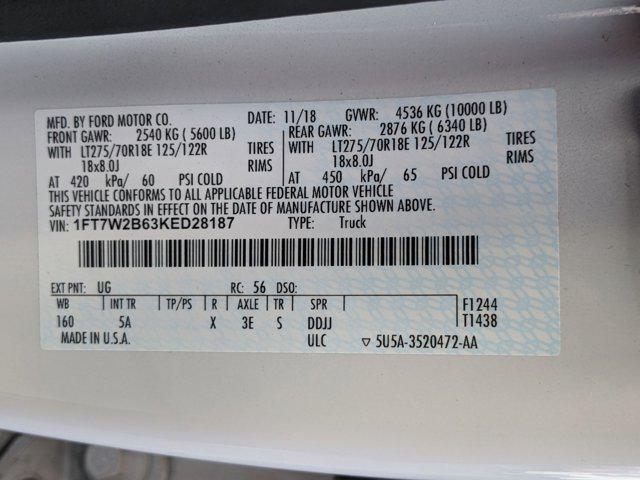 MFD. BY FORD MOTOR CO. DATE: 11/18 GVWR: 4536 KG (10000 LB)
FRONT GAWR: 2540 KG (5600 LB) REAR GAWR: 2876 KG (6340 LB)
WITH LT275/70R18E 125/122R TIRES WITH LT275/70R18E 125/122R TIRES
18x8.0J RIMS 18x8.0J RIMS
AT 420 kPa/ 60 PSI COLD AT 450 kPa/ 65 PSI COLD
THIS VEHICLE CONFORMS TO ALL APPLICABLE FEDERAL MOTOR VEHICLE
SAFETY STANDARDS IN EFFECT ON THE DATE OF MANUFACTURE SHOWN ABOVE.
VIN: 1FT7W2B63KED28187 TYPE: Truck
EXT PNT: UG RC: 56 DSO:
WB INT TR TP/PS R AXLE TR SPR F1244
160 5A X 3E S DDJJ T1438
MADE IN U.S.A. ULC ▽ 5U5A-3520472-AA